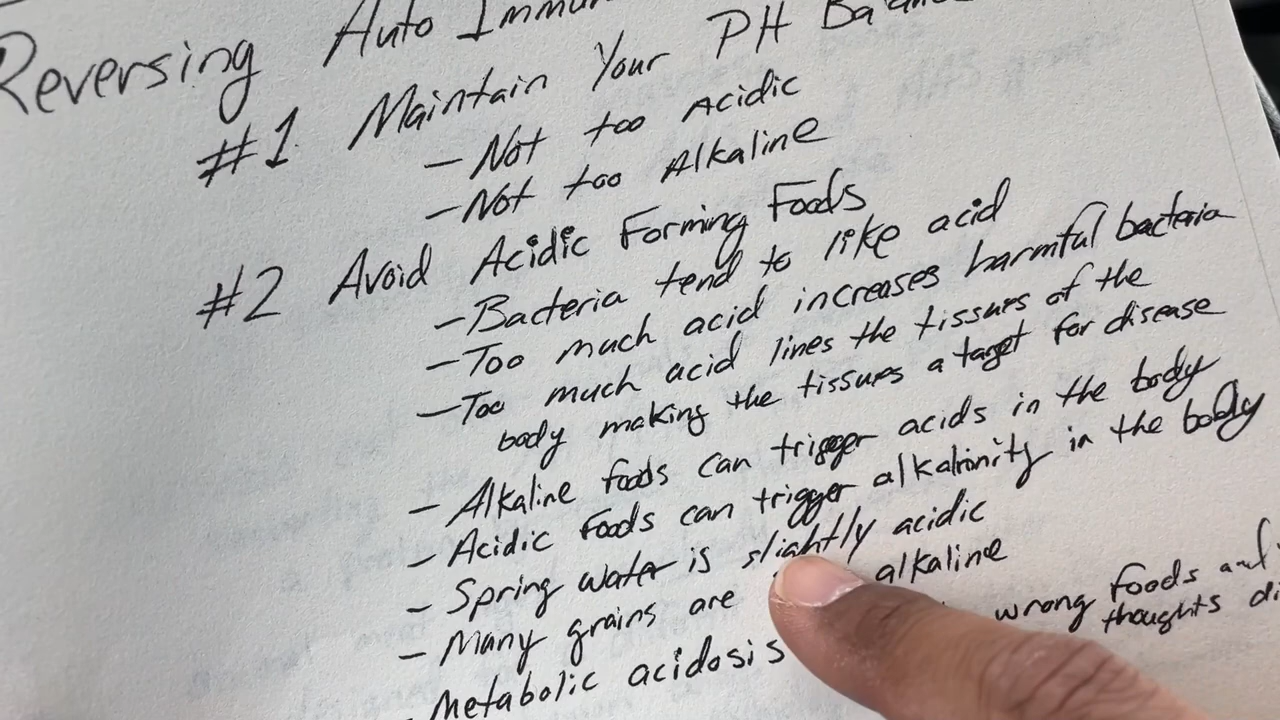 Reversing Auto Immun
#1 Maintain Your PH Balance
- Not too Acidic
- Not too Alkaline
#2 Avoid Acidic Forming Foods
- Bacteria tend to like acid
- Too much acid increases harmful bacteria
- Too much acid lines the tissues of the
body making the tissues a target for disease
- Alkaline foods can trigger acids in the body
- Acidic foods can trigger alkalinity in the body
- Spring water is slightly acidic
- Many grains are alkaline
- Metabolic acidosis wrong foods and
thoughts